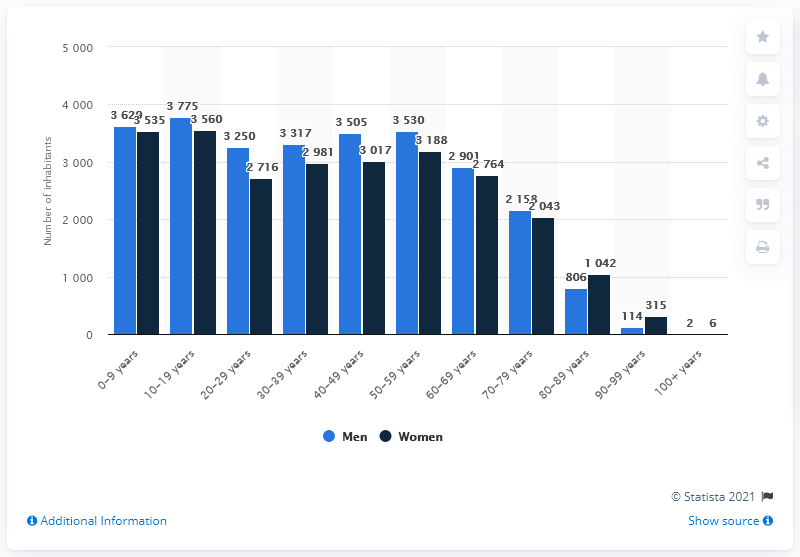 5 000
4 000
3 000
2 000
1 000
0
Number of inhabitants
3 629
3 535
3 775
3 560
3 250
2 716
3 317
2 981
3 505
3 017
3 530
3 188
2 901
2 764
2 158
2 043
806
1 042
114
315
2
6
0–9 years
10–19 years
20–29 years
30–39 years
40–49 years
50–59 years
60–69 years
70–79 years
80–89 years
90–99 years
100+ years
Men
Women
© Statista 2021
Additional Information
Show source